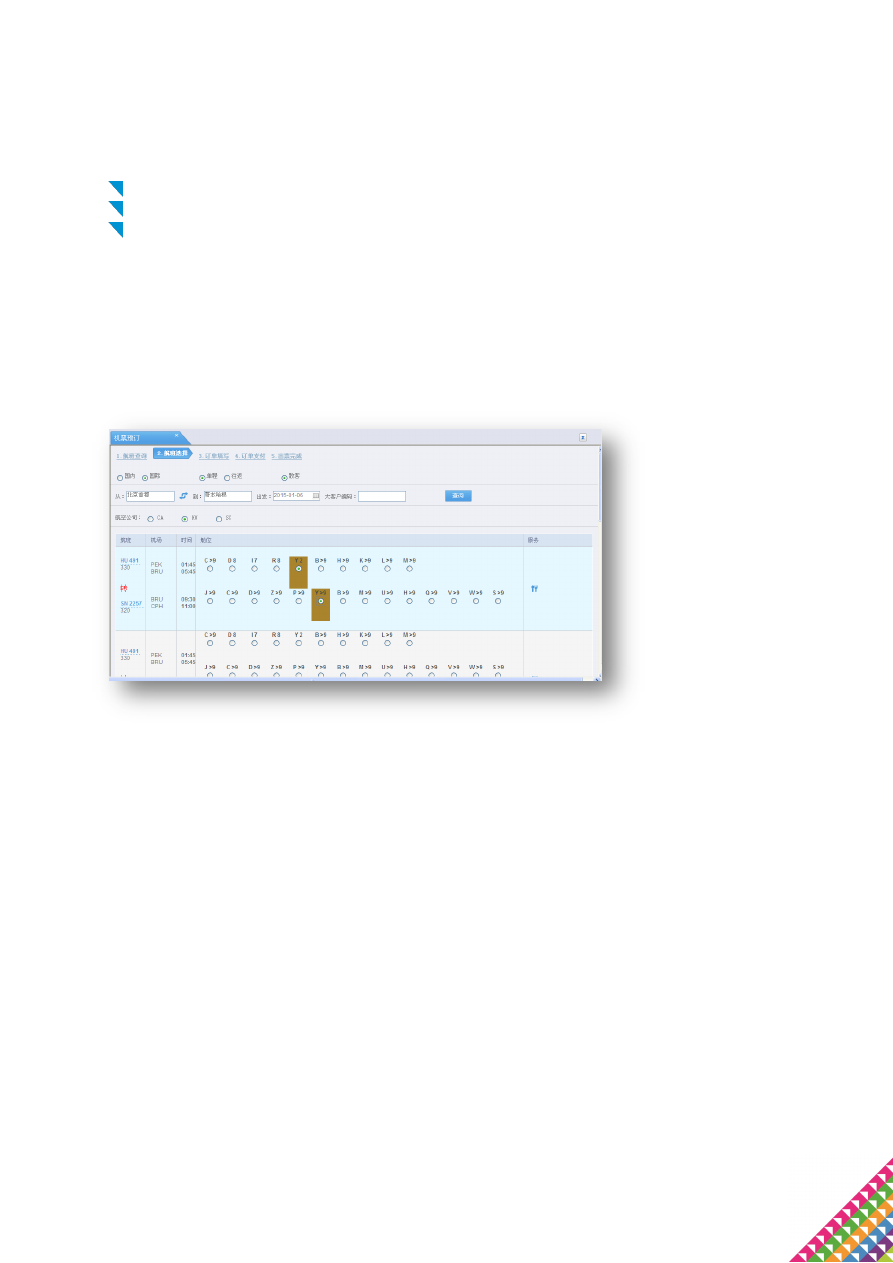 机票预订
1. 航班查询 2. 航班选择 3. 订单填写 4. 订单支付 5. 出票完成
国内 国际 单程 往返 散客
从： 北京首都 到： 哥本哈根 出发： 2015-01-06 大客户编码： 查询
航空公司： CA HU SK
航班 机场 时间 舱位 服务
C >9 D 8 I 7 R 8 Y 2 B >9 H >9 K >9 L >9 M >9
HU 491 PEK 01:45
330 BRU 05:45
转
J >9 C >9 D >9 Z >9 P >9 Y >9 B >9 M >9 U >9 H >9 Q >9 V >9 W >9 S >9
SN 2257 BRU 09:30
320 CPH 11:00
C >9 D 8 I 7 R 8 Y 2 B >9 H >9 K >9 L >9 M >9
HU 491 PEK 01:45
330 BRU 05:45
J >9 C >9 D >9 Z >9 P >9 Y >9 B >9 M >9 U >9 H >9 Q >9 V >9 W >9 S >9